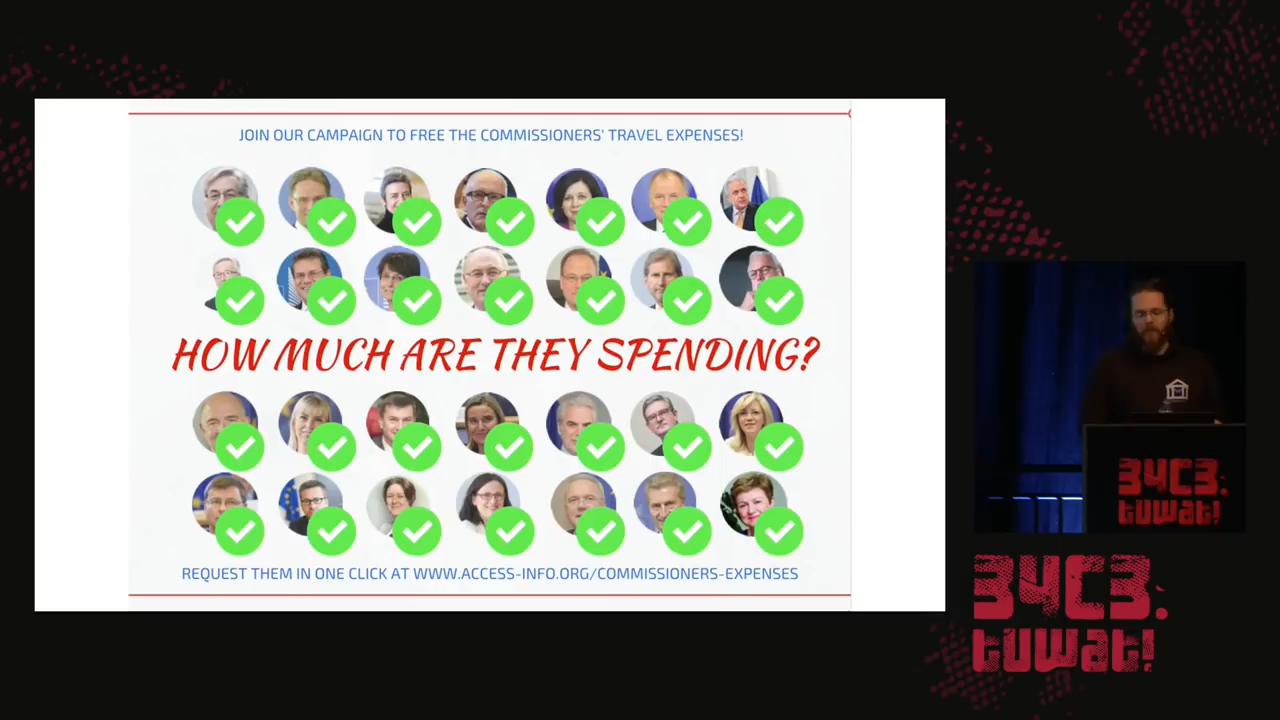 JOIN OUR CAMPAIGN TO FREE THE COMMISSIONERS' TRAVEL EXPENSES!
HOW MUCH ARE THEY SPENDING?
REQUEST THEM IN ONE CLICK AT WWW.ACCESS-INFO.ORG/COMMISSIONERS-EXPENSES
34C3.
tuwat!
34C3.
tuwat!